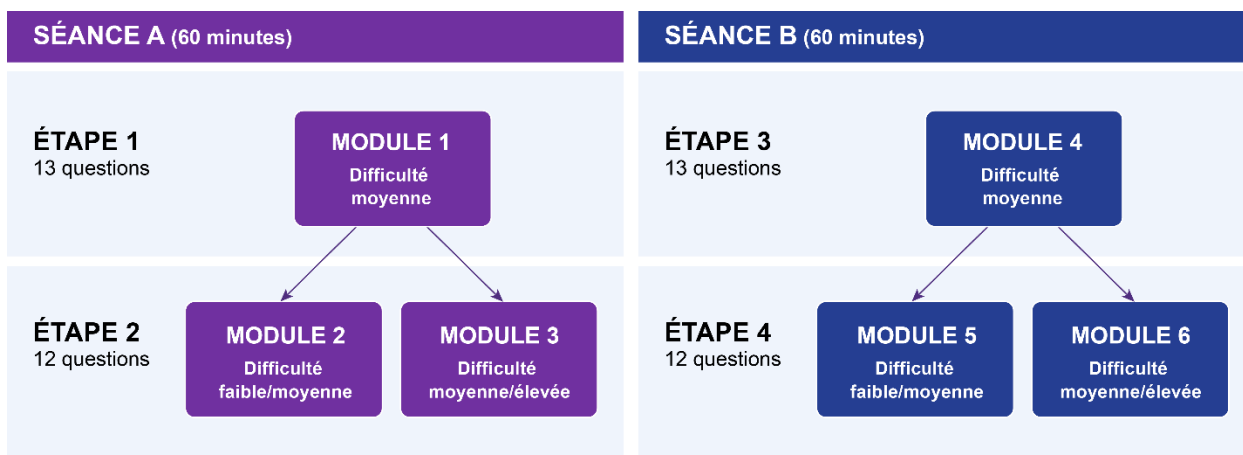 SÉANCE A (60 minutes)
ÉTAPE 1
13 questions
MODULE 1
Difficulté
moyenne
ÉTAPE 2
12 questions
MODULE 2
Difficulté
faible/moyenne
MODULE 3
Difficulté
moyenne/élevée
SÉANCE B (60 minutes)
ÉTAPE 3
13 questions
MODULE 4
Difficulté
moyenne
ÉTAPE 4
12 questions
MODULE 5
Difficulté
faible/moyenne
MODULE 6
Difficulté
moyenne/élevée